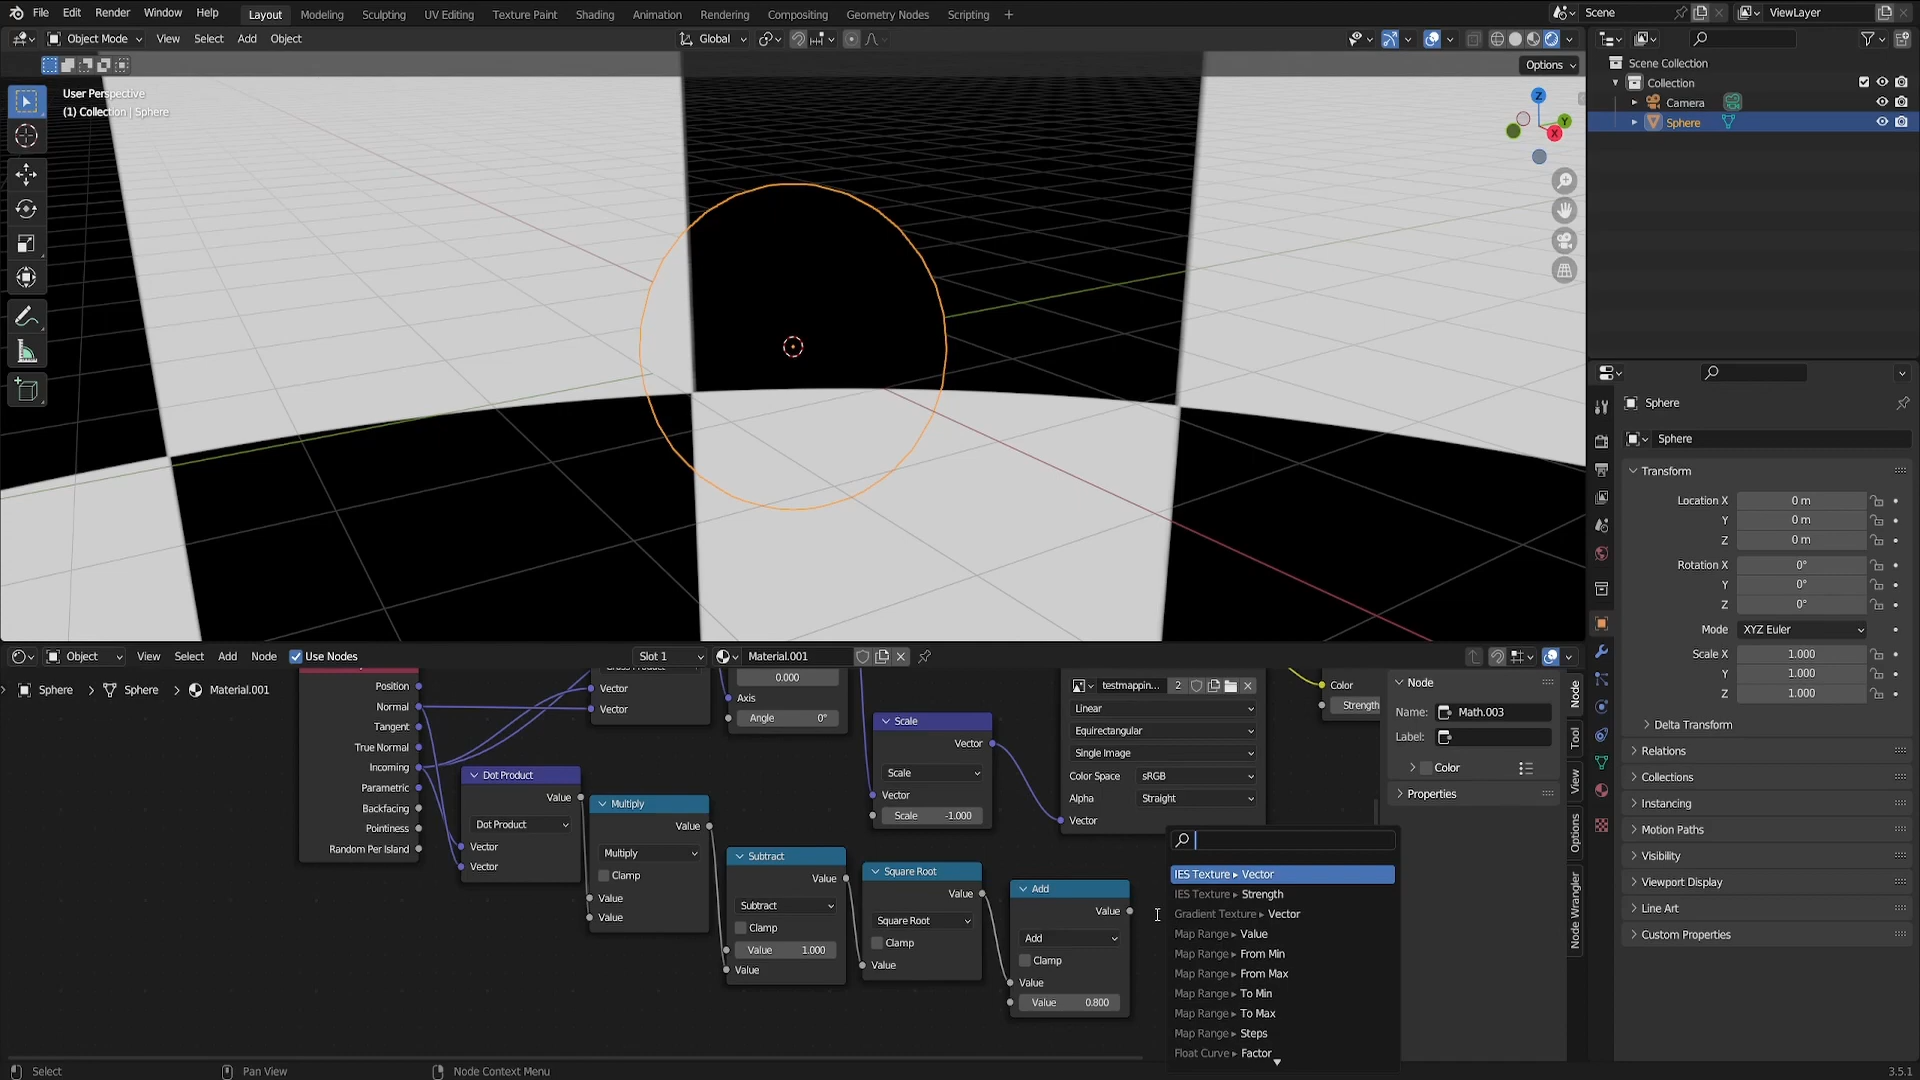 File Edit Render Window Help Layout Modeling Sculpting UV Editing Texture Paint Shading Animation Rendering Compositing Geometry Nodes Scripting + Scene ViewLayer
Object Mode View Select Add Object Global
Options
User Perspective
(1) Collection | Sphere
Z
Y
X
Scene Collection
Collection
Camera
Sphere
Sphere
Sphere
Transform
Location X 0 m
Y 0 m
Z 0 m
Rotation X 0°
Y 0°
Z 0°
Mode XYZ Euler
Scale X 1.000
Y 1.000
Z 1.000
Delta Transform
Relations
Collections
Instancing
Motion Paths
Visibility
Viewport Display
Line Art
Custom Properties
Object View Select Add Node Use Nodes Slot 1 Material.001
Sphere Sphere Material.001
Position
Normal
Tangent
True Normal
Incoming
Parametric
Backfacing
Pointiness
Random Per Island
Vector
Vector
0.000
Axis
Angle 0°
Dot Product
Value
Dot Product
Vector
Vector
Multiply
Value
Multiply
Clamp
Value
Value
Subtract
Value
Subtract
Clamp
Value 1.000
Value
Scale
Vector
Scale
Vector
Scale -1.000
Square Root
Value
Square Root
Clamp
Value
Add
Value
Add
Clamp
Value
Value 0.800
testmappin... 2
Linear
Equirectangular
Single Image
Color Space sRGB
Alpha Straight
Vector
Color
Strength
IES Texture ▸ Vector
IES Texture ▸ Strength
Gradient Texture ▸ Vector
Map Range ▸ Value
Map Range ▸ From Min
Map Range ▸ From Max
Map Range ▸ To Min
Map Range ▸ To Max
Map Range ▸ Steps
Float Curve ▸ Factor
Node
Name: Math.003
Label:
Color
Properties
Node
Tool
View
Options
Node Wrangler
Select Pan View Node Context Menu 3.5.1